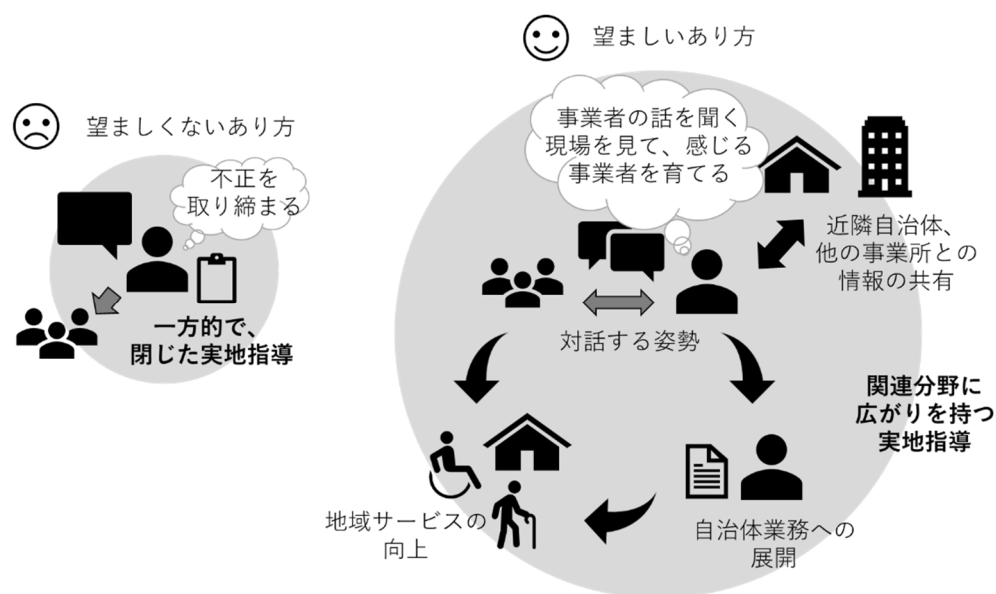 望ましくないあり方
不正を
取り締まる
一方的で、
閉じた実地指導
望ましいあり方
事業者の話を聞く
現場を見て、感じる
事業者を育てる
近隣自治体、
他の事業所との
情報の共有
対話する姿勢
関連分野に
広がりを持つ
実地指導
地域サービスの
向上
自治体業務への
展開